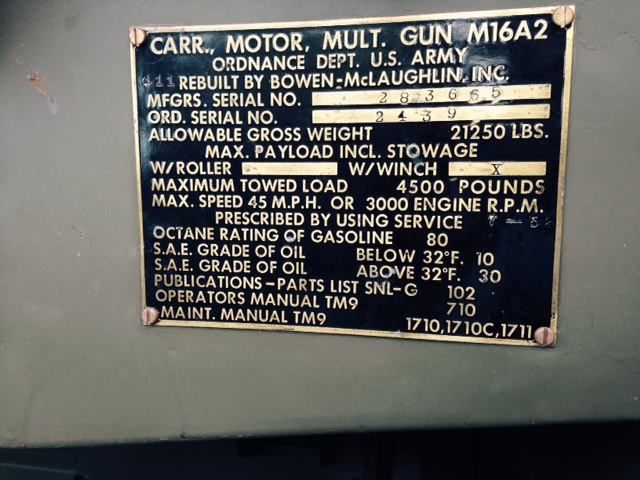 CARR., MOTOR, MULT. GUN M16A2
ORDNANCE DEPT. U.S. ARMY
411 REBUILT BY BOWEN-McLAUGHLIN, INC.
MFGRS. SERIAL NO. 283665
ORD. SERIAL NO. 2439
ALLOWABLE GROSS WEIGHT 21250 LBS.
MAX. PAYLOAD INCL. STOWAGE
W/ROLLER W/WINCH X
MAXIMUM TOWED LOAD 4500 POUNDS
MAX. SPEED 45 M.P.H. OR 3000 ENGINE R.P.M.
PRESCRIBED BY USING SERVICE
OCTANE RATING OF GASOLINE 80
S.A.E. GRADE OF OIL BELOW 32°F. 10
S.A.E. GRADE OF OIL ABOVE 32°F. 30
PUBLICATIONS-PARTS LIST SNL-G 102
OPERATORS MANUAL TM9 710
MAINT. MANUAL TM9 1710,1710C,1711